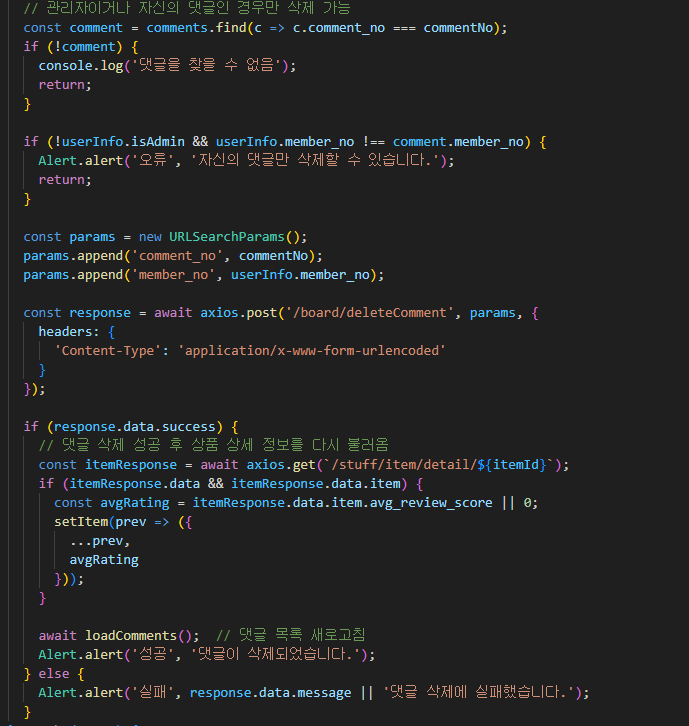 // 관리자이거나 자신의 댓글인 경우만 삭제 가능
const comment = comments.find(c => c.comment_no === commentNo);
if (!comment) {
  console.log('댓글을 찾을 수 없음');
  return;
}

if (!userInfo.isAdmin && userInfo.member_no !== comment.member_no) {
  Alert.alert('오류', '자신의 댓글만 삭제할 수 있습니다.');
  return;
}

const params = new URLSearchParams();
params.append('comment_no', commentNo);
params.append('member_no', userInfo.member_no);

const response = await axios.post('/board/deleteComment', params, {
  headers: {
    'Content-Type': 'application/x-www-form-urlencoded'
  }
});

if (response.data.success) {
  // 댓글 삭제 성공 후 상품 상세 정보를 다시 불러옴
  const itemResponse = await axios.get(`/stuff/item/detail/${itemId}`);
  if (itemResponse.data && itemResponse.data.item) {
    const avgRating = itemResponse.data.item.avg_review_score || 0;
    setItem(prev => ({
      ...prev,
      avgRating
    }));
  }

  await loadComments();  // 댓글 목록 새로고침
  Alert.alert('성공', '댓글이 삭제되었습니다.');
} else {
  Alert.alert('실패', response.data.message || '댓글 삭제에 실패했습니다.');
}